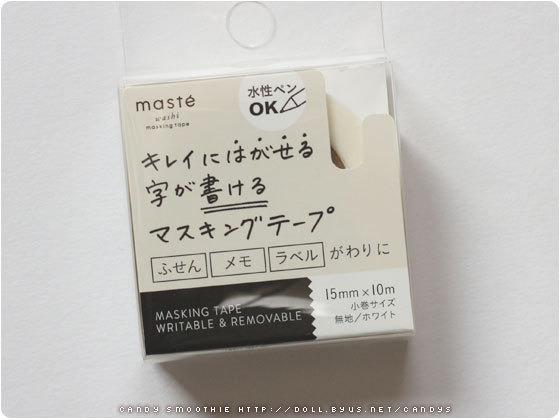 水性ペン
OK
masté
washi
masking tape
キレイにはがせる
字が書ける
マスキングテープ
ふせん メモ ラベル がわりに
15mm×10m
小巻サイズ
無地/ホワイト
MASKING TAPE
WRITABLE & REMOVABLE
CANDY SMOOTHIE HTTP://DOLL.BYUS.NET/CANDYS